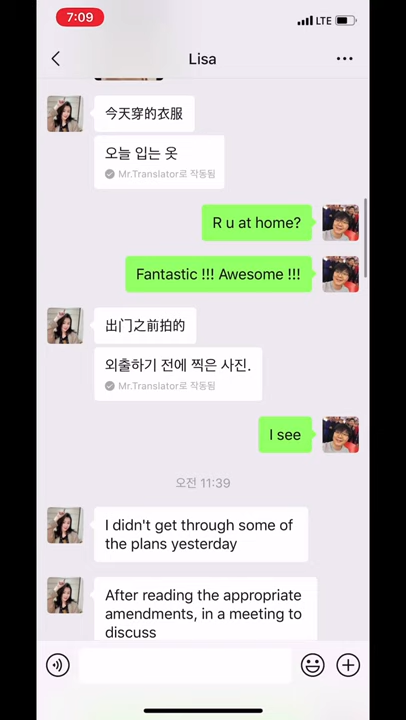 7:09
LTE
Lisa
今天穿的衣服
오늘 입는 옷
Mr.Translator로 작동됨
R u at home?
Fantastic !!! Awesome !!!
出门之前拍的
외출하기 전에 찍은 사진.
Mr.Translator로 작동됨
I see
오전 11:39
I didn't get through some of
the plans yesterday
After reading the appropriate
amendments, in a meeting to
discuss